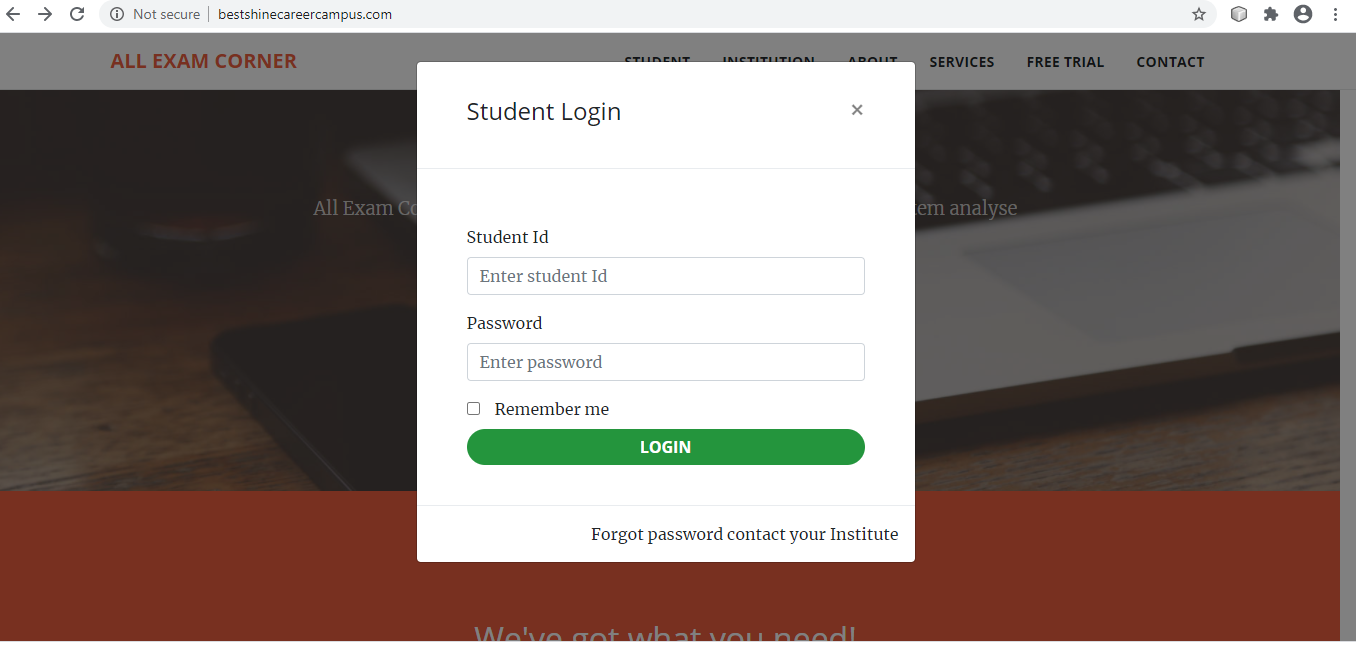 Not secure
bestshinecareercampus.com
ALL EXAM CORNER
STUDENT INSTITUTION ABOUT SERVICES FREE TRIAL CONTACT
Student Login ×
All Exam Co
tem analyse
Student Id
Enter student Id
Password
Enter password
Remember me
LOGIN
Forgot password contact your Institute
We've got what you need!